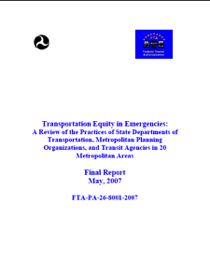 Transportation Equity in Emergencies:
A Review of the Practices of State Departments of
Transportation, Metropolitan Planning
Organizations, and Transit Agencies in 20
Metropolitan Areas
Final Report
May, 2007
FTA-PA-26-8001-2007